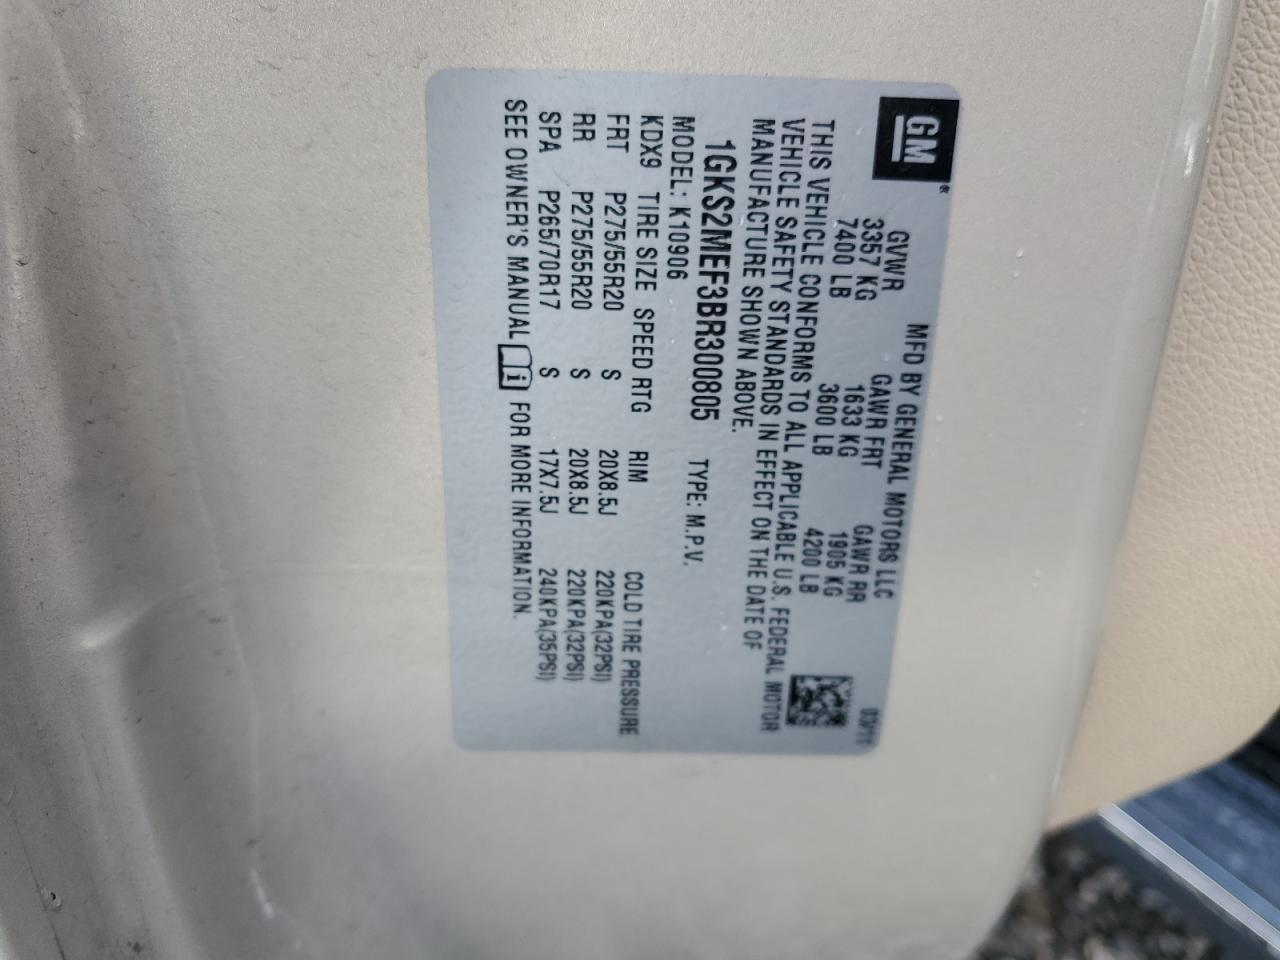 GM
MFD BY GENERAL MOTORS LLC 03/11
GVWR GAWR FRT GAWR RR
3357 KG 1633 KG 1905 KG
7400 LB 3600 LB 4200 LB
THIS VEHICLE CONFORMS TO ALL APPLICABLE U.S. FEDERAL MOTOR
VEHICLE SAFETY STANDARDS IN EFFECT ON THE DATE OF
MANUFACTURE SHOWN ABOVE.
1GKS2MEF3BR300805 TYPE: M.P.V.
MODEL: K10906
KDX9 TIRE SIZE SPEED RTG RIM COLD TIRE PRESSURE
FRT P275/55R20 S 20X8.5J 220KPA(32PSI)
RR P275/55R20 S 20X8.5J 220KPA(32PSI)
SPA P265/70R17 S 17X7.5J 240KPA(35PSI)
SEE OWNER'S MANUAL i FOR MORE INFORMATION.